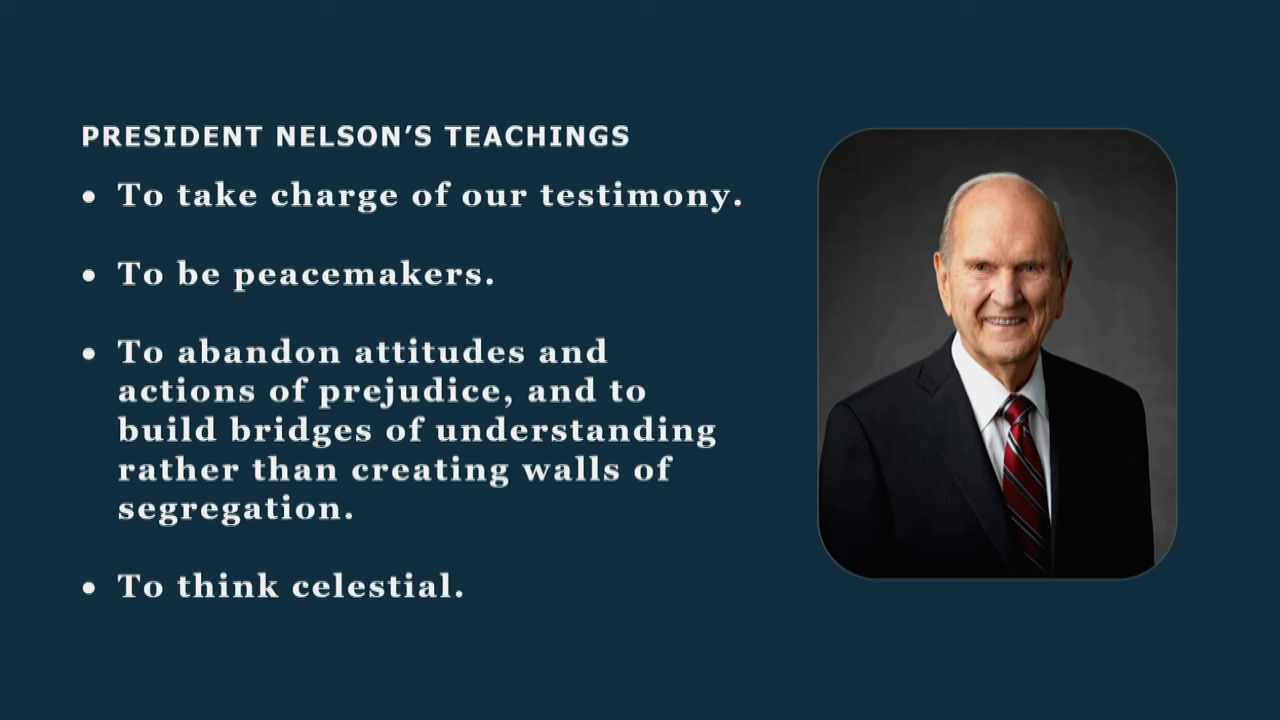 PRESIDENT NELSON’S TEACHINGS
• To take charge of our testimony.
• To be peacemakers.
• To abandon attitudes and
actions of prejudice, and to
build bridges of understanding
rather than creating walls of
segregation.
• To think celestial.